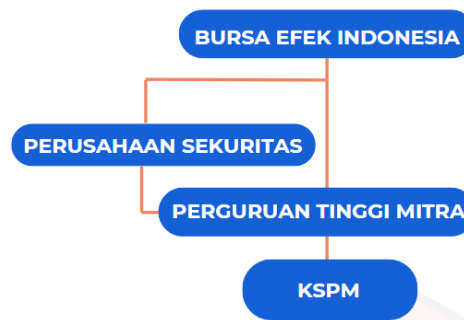 BURSA EFEK INDONESIA
PERUSAHAAN SEKURITAS
PERGURUAN TINGGI MITRA
KSPM